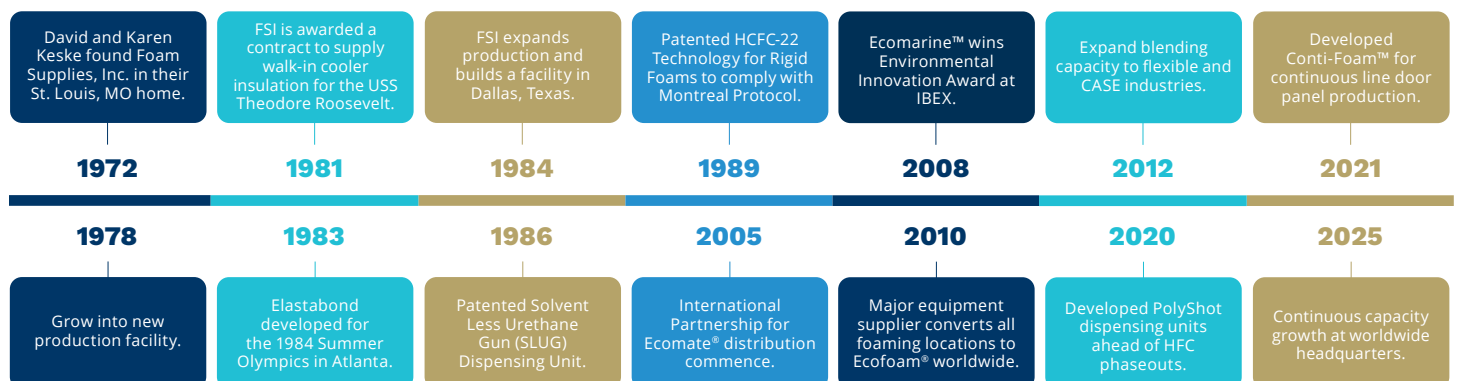 David and Karen
Keske found Foam
Supplies, Inc. in their
St. Louis, MO home.
1972
FSI is awarded a
contract to supply
walk-in cooler
insulation for the USS
Theodore Roosevelt.
1981
FSI expands
production and
builds a facility in
Dallas, Texas.
1984
Patented HCFC-22
Technology for Rigid
Foams to comply with
Montreal Protocol.
1989
Ecomarine™ wins
Environmental
Innovation Award at
IBEX.
2008
Expand blending
capacity to flexible and
CASE industries.
2012
Developed
Conti-Foam™ for
continuous line door
panel production.
2021
1978
Grow into new
production facility.
1983
Elastabond
developed for
the 1984 Summer
Olympics in Atlanta.
1986
Patented Solvent
Less Urethane
Gun (SLUG)
Dispensing Unit.
2005
International
Partnership for
Ecomate® distribution
commence.
2010
Major equipment
supplier converts all
foaming locations to
Ecofoam® worldwide.
2020
Developed PolyShot
dispensing units
ahead of HFC
phaseouts.
2025
Continuous capacity
growth at worldwide
headquarters.